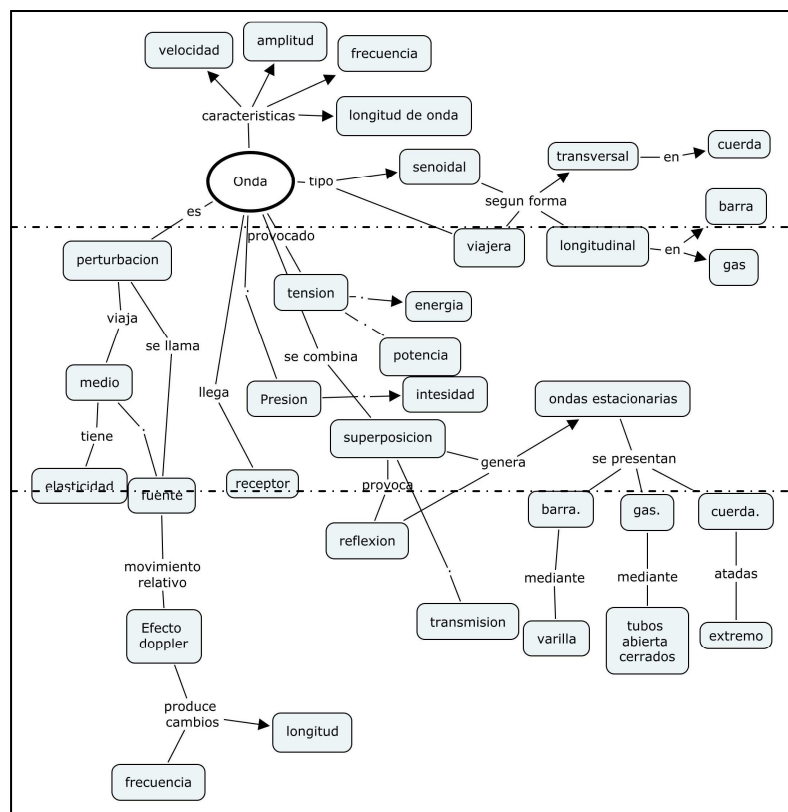 velocidad
amplitud
frecuencia
caracteristicas
longitud de onda
Onda
tipo
senoidal
transversal
en
cuerda
segun forma
es
provocado
viajera
longitudinal
en
barra
gas
perturbacion
tension
energia
viaja
se llama
se combina
potencia
medio
llega
Presion
intesidad
ondas estacionarias
tiene
superposicion
genera
se presentan
elasticidad
fuente
receptor
provoca
barra.
gas.
cuerda.
reflexion
movimiento
relativo
mediante
mediante
atadas
Efecto
doppler
transmision
varilla
tubos
abierta
cerrados
extremo
produce
cambios
longitud
frecuencia